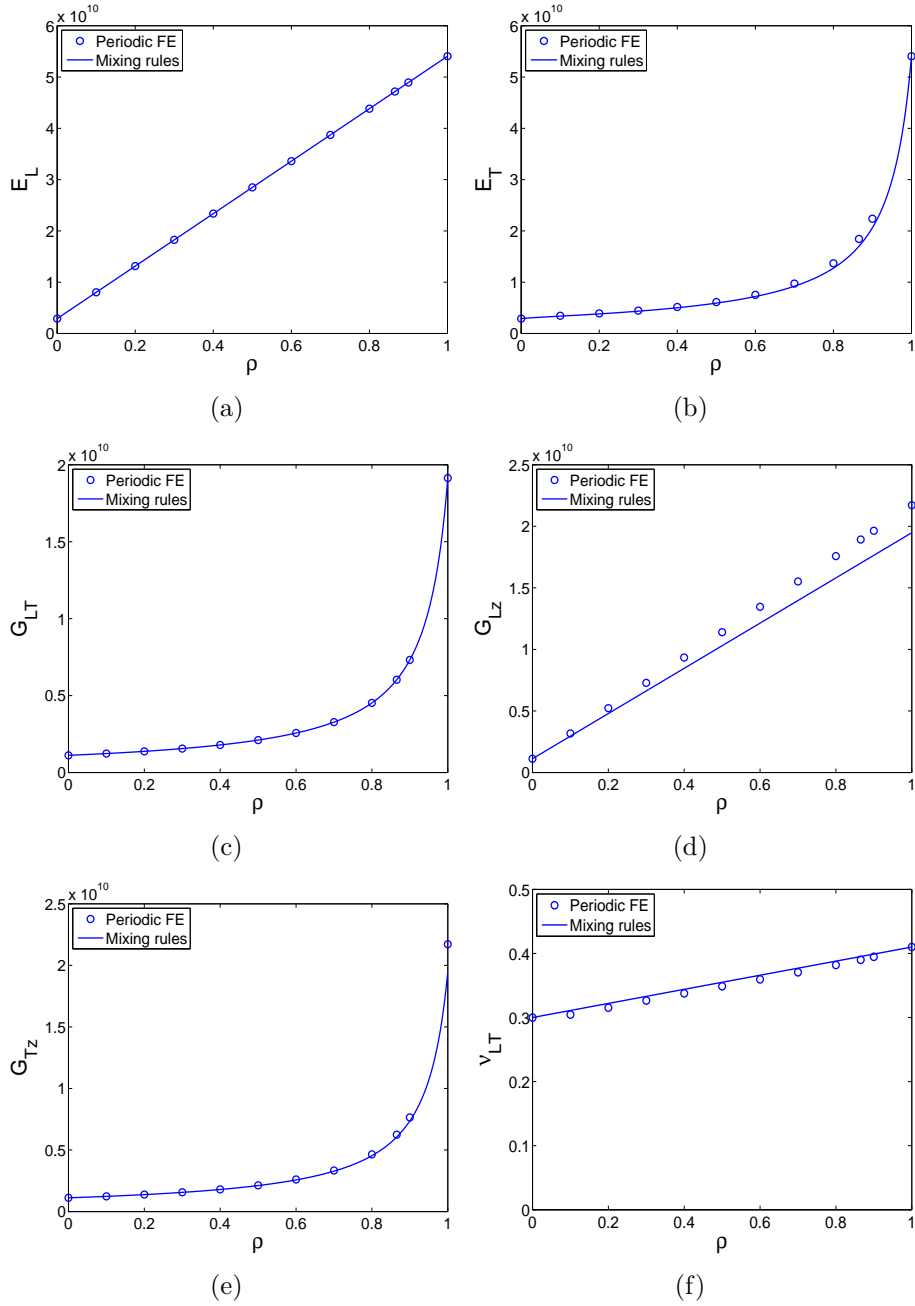 x 10^10
6
5
4
3
2
1
0
E_L
Periodic FE
Mixing rules
0 0.2 0.4 0.6 0.8 1
ρ
(a)
x 10^10
6
5
4
3
2
1
0
E_T
Periodic FE
Mixing rules
0 0.2 0.4 0.6 0.8 1
ρ
(b)
x 10^10
2
1.5
1
0.5
0
G_LT
Periodic FE
Mixing rules
0 0.2 0.4 0.6 0.8 1
ρ
(c)
x 10^10
2.5
2
1.5
1
0.5
0
G_Lz
Periodic FE
Mixing rules
0 0.2 0.4 0.6 0.8 1
ρ
(d)
x 10^10
2.5
2
1.5
1
0.5
0
G_Tz
Periodic FE
Mixing rules
0 0.2 0.4 0.6 0.8 1
ρ
(e)
0.5
0.4
0.3
0.2
0.1
0
ν_LT
Periodic FE
Mixing rules
0 0.2 0.4 0.6 0.8 1
ρ
(f)